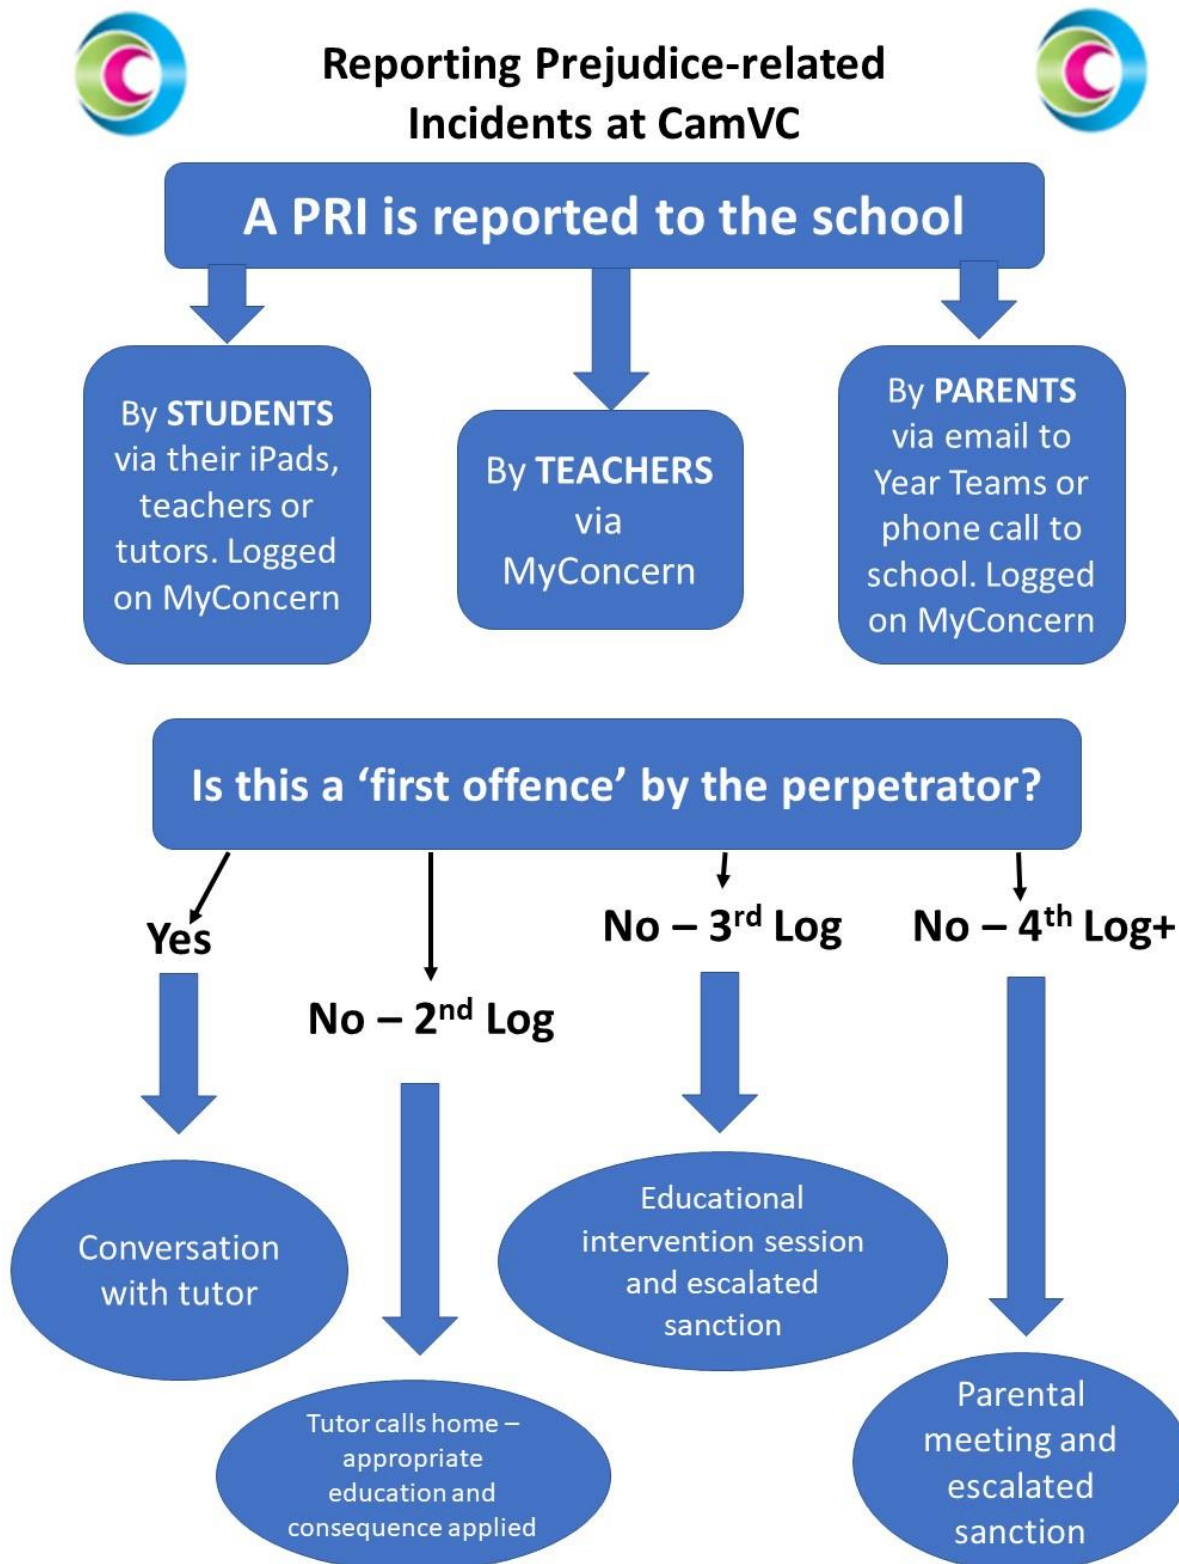 Reporting Prejudice-related
Incidents at CamVC
A PRI is reported to the school
By STUDENTS
via their iPads,
teachers or
tutors. Logged
on MyConcern
By TEACHERS
via
MyConcern
By PARENTS
via email to
Year Teams or
phone call to
school. Logged
on MyConcern
Is this a ‘first offence’ by the perpetrator?
Yes
No – 2nd Log
No – 3rd Log
No – 4th Log+
Conversation
with tutor
Tutor calls home –
appropriate
education and
consequence applied
Educational
intervention session
and escalated
sanction
Parental
meeting and
escalated
sanction